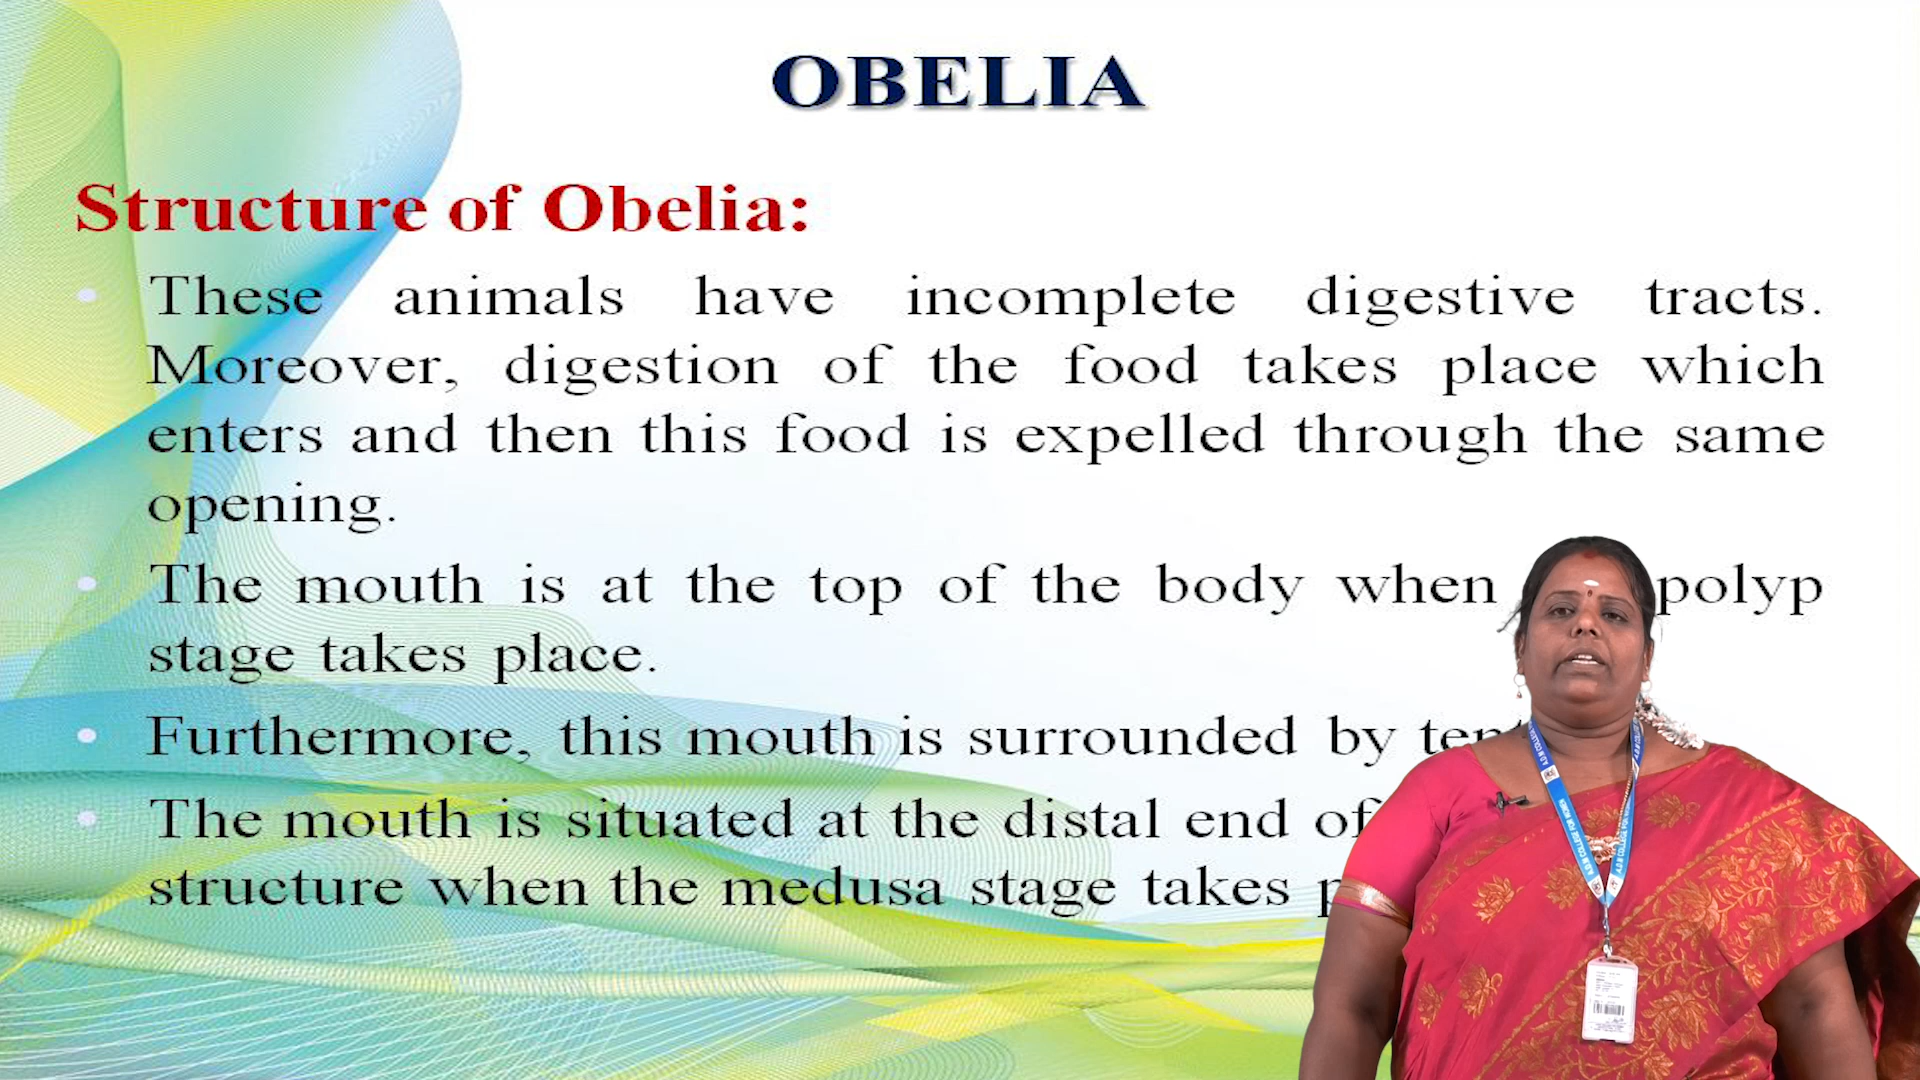 OBELIA
Structure of Obelia:
• These animals have incomplete digestive tracts.
Moreover, digestion of the food takes place which
enters and then this food is expelled through the same
opening.
• The mouth is at the top of the body when polyp
stage takes place.
• Furthermore, this mouth is surrounded by
• The mouth is situated at the distal end of
structure when the medusa stage takes